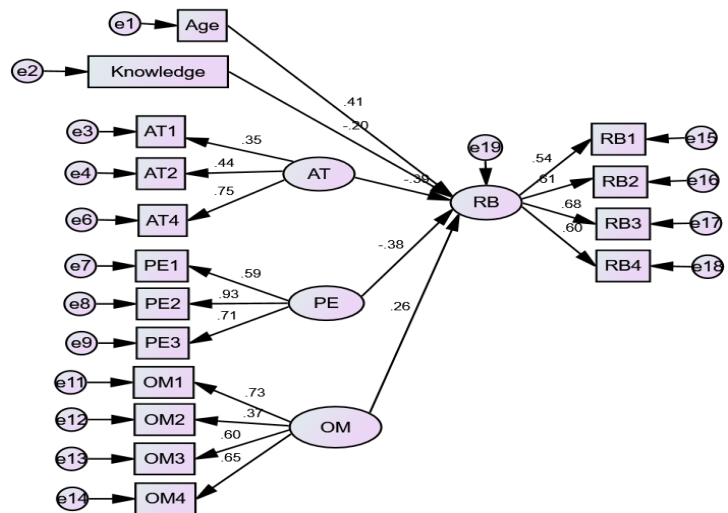 e1
Age
e2
Knowledge
.41
-.20
e3
AT1
.35
e4
AT2
.44
AT
-.39
e6
AT4
.75
e19
RB
.54
RB1
e15
.61
RB2
e16
.68
RB3
e17
.60
RB4
e18
-.38
e7
PE1
.59
e8
PE2
.93
PE
e9
PE3
.71
.26
e11
OM1
.73
e12
OM2
.37
OM
e13
OM3
.60
e14
OM4
.65